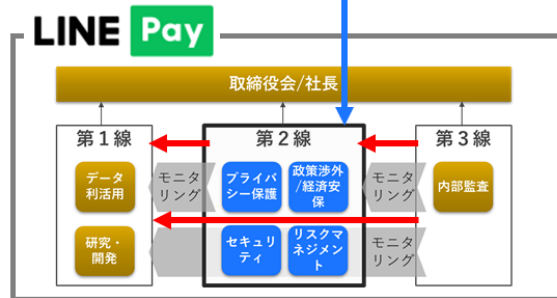 LINE Pay
取締役会/社長
第１線
第２線
第３線
データ
利活用
モニタ
リング
プライバ
シー保護
政策渉外
/経済安
保
モニタ
リング
内部監査
研究・
開発
セキュリ
ティ
リスクマ
ネジメン
ト
モニタ
リング